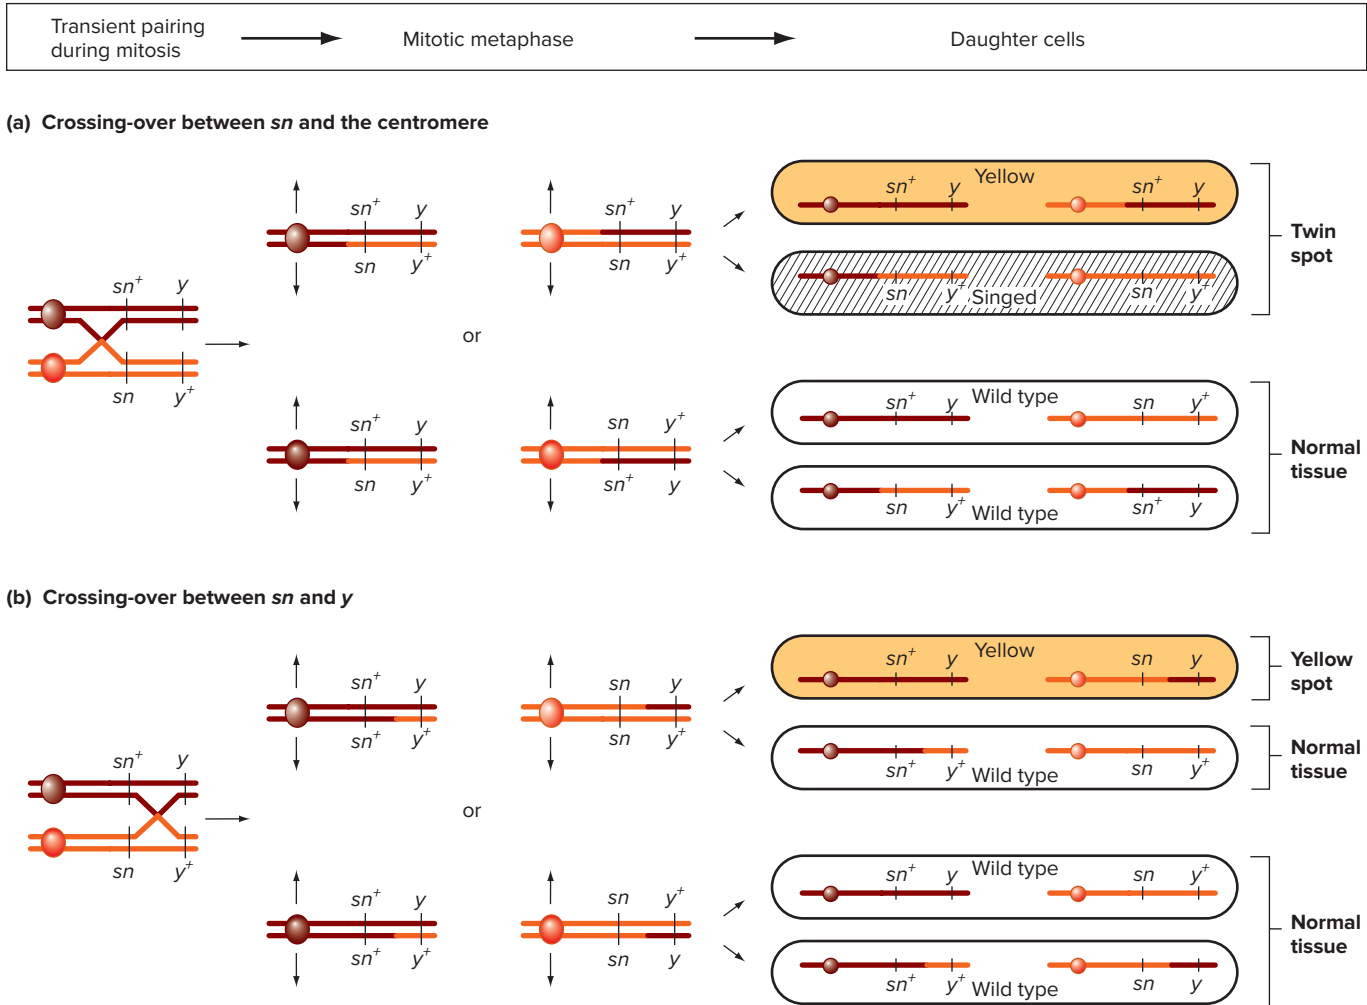 Transient pairing
during mitosis
Mitotic metaphase
Daughter cells
(a) Crossing-over between sn and the centromere
sn+ y
sn y+
sn+ y
sn y+
sn+ y
sn y+
Yellow
sn+ y
sn+ y
sn y+
Singed
sn y+
Twin
spot
or
sn+ y
sn y+
sn y+
sn+ y
Wild type
sn+ y
sn y+
sn y+
Wild type
sn+ y
Normal
tissue
(b) Crossing-over between sn and y
sn+ y
sn y+
sn+ y
sn+ y+
sn y
sn y+
Yellow
sn+ y
sn y
Yellow
spot
sn+ y+
Wild type
sn y+
Normal
tissue
or
sn+ y
sn+ y+
sn y+
sn y
Wild type
sn+ y
sn y+
sn+ y+
Wild type
sn y
Normal
tissue